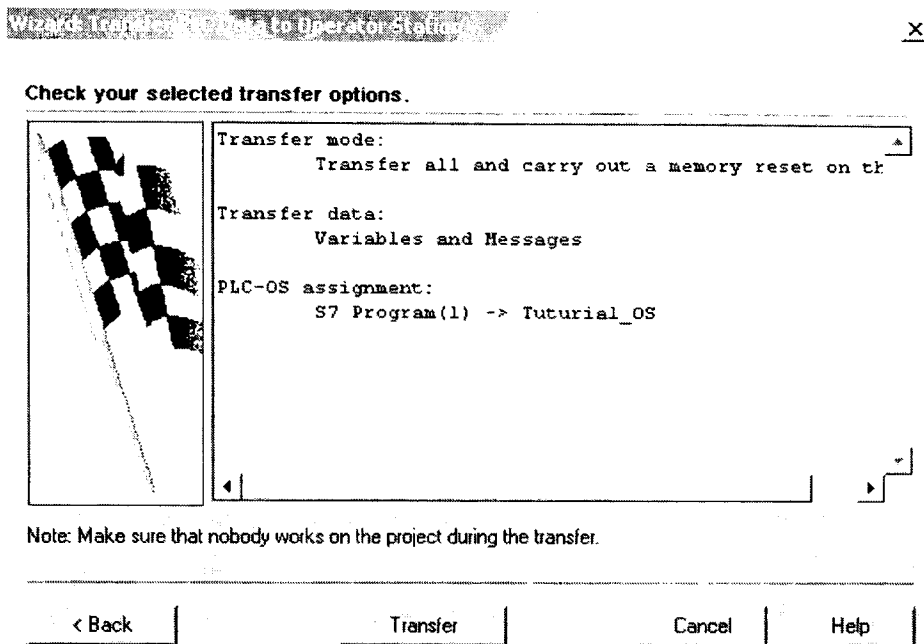 Wizard: Transfer PLC Data to Operator Station
Check your selected transfer options.
Transfer mode:
Transfer all and carry out a memory reset on th
Transfer data:
Variables and Messages
PLC-OS assignment:
S7 Program(1) -> Tuturial_OS
Note: Make sure that nobody works on the project during the transfer.
< Back Transfer Cancel Help